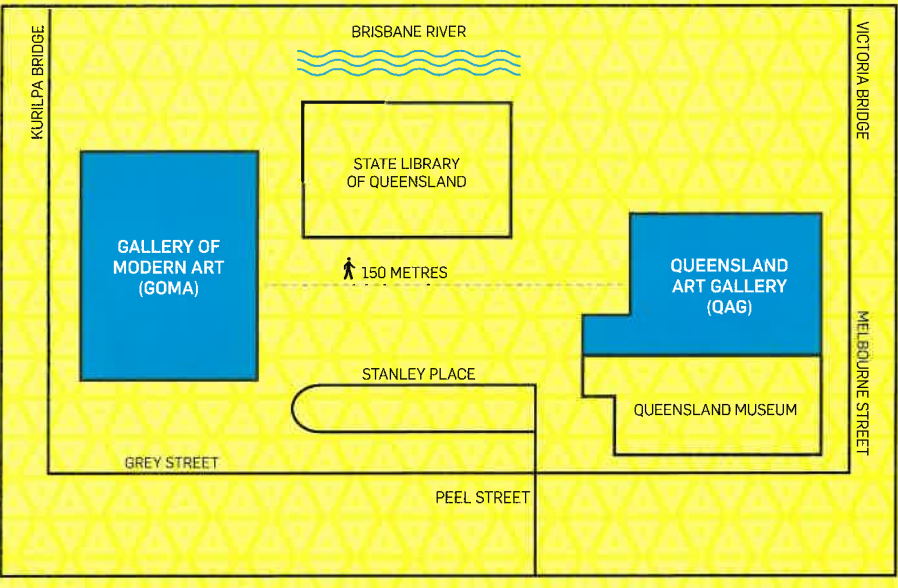 BRISBANE RIVER
KURILPA BRIDGE
VICTORIA BRIDGE
STATE LIBRARY
OF QUEENSLAND
GALLERY OF
MODERN ART
(GOMA)
150 METRES
QUEENSLAND
ART GALLERY
(QAG)
MELBOURNE STREET
STANLEY PLACE
QUEENSLAND MUSEUM
GREY STREET
PEEL STREET